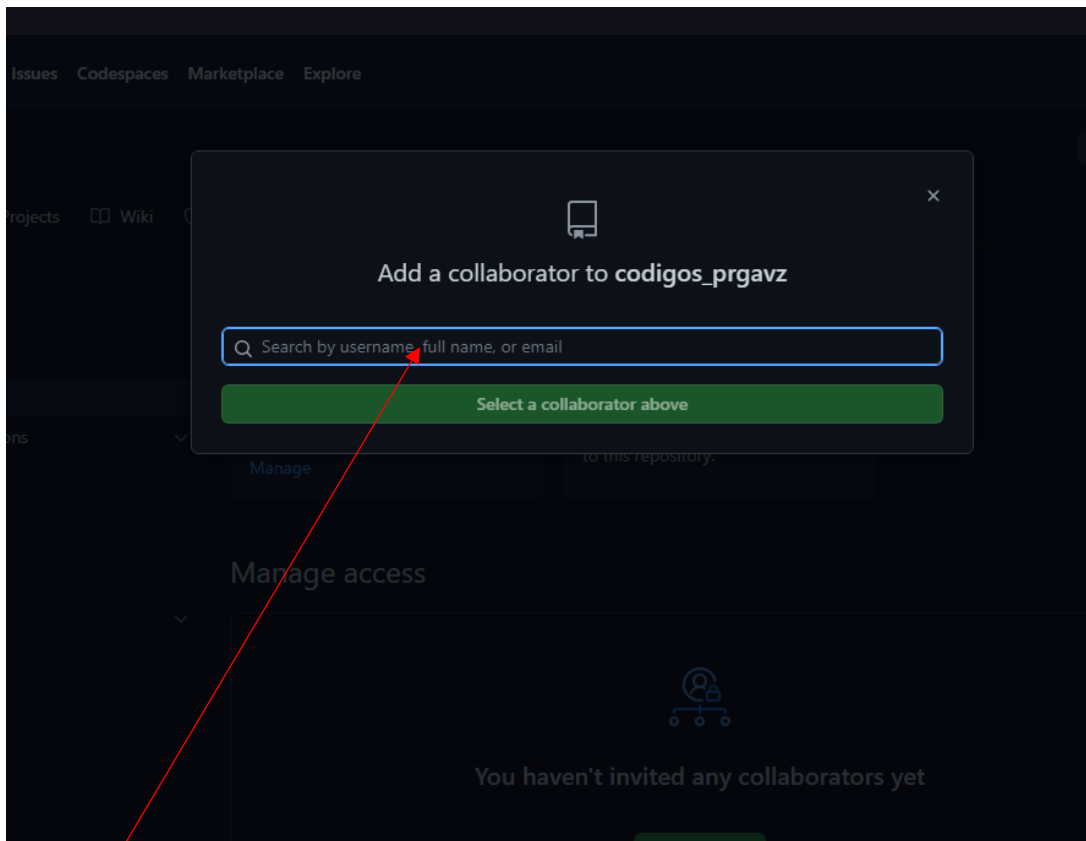 Issues Codespaces Marketplace Explore
Projects Wiki
Add a collaborator to codigos_prgavz
Search by username, full name, or email
Select a collaborator above
ons
Manage
to this repository.
Manage access
You haven't invited any collaborators yet